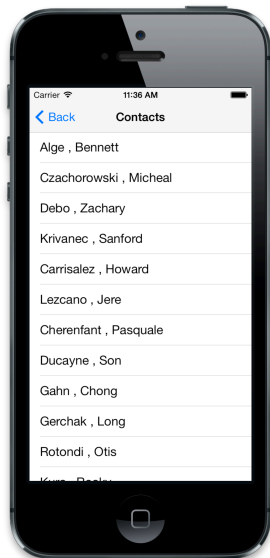 Carrier 11:36 AM
Back Contacts
Alge , Bennett
Czachorowski , Micheal
Debo , Zachary
Krivanec , Sanford
Carrisalez , Howard
Lezcano , Jere
Cherenfant , Pasquale
Ducayne , Son
Gahn , Chong
Gerchak , Long
Rotondi , Otis